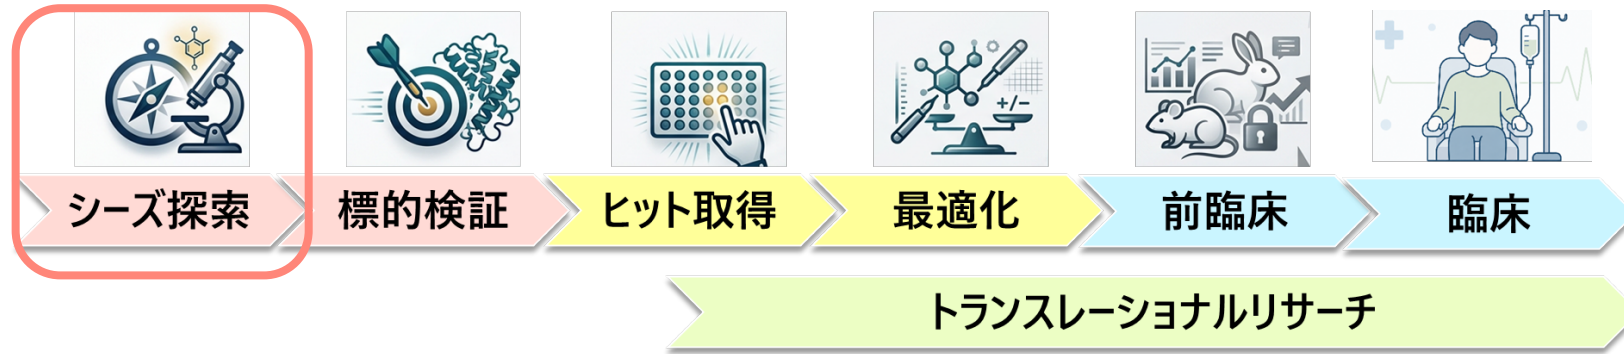 +/-
シーズ探索
標的検証
ヒット取得
最適化
前臨床
臨床
トランスレーショナルリサーチ